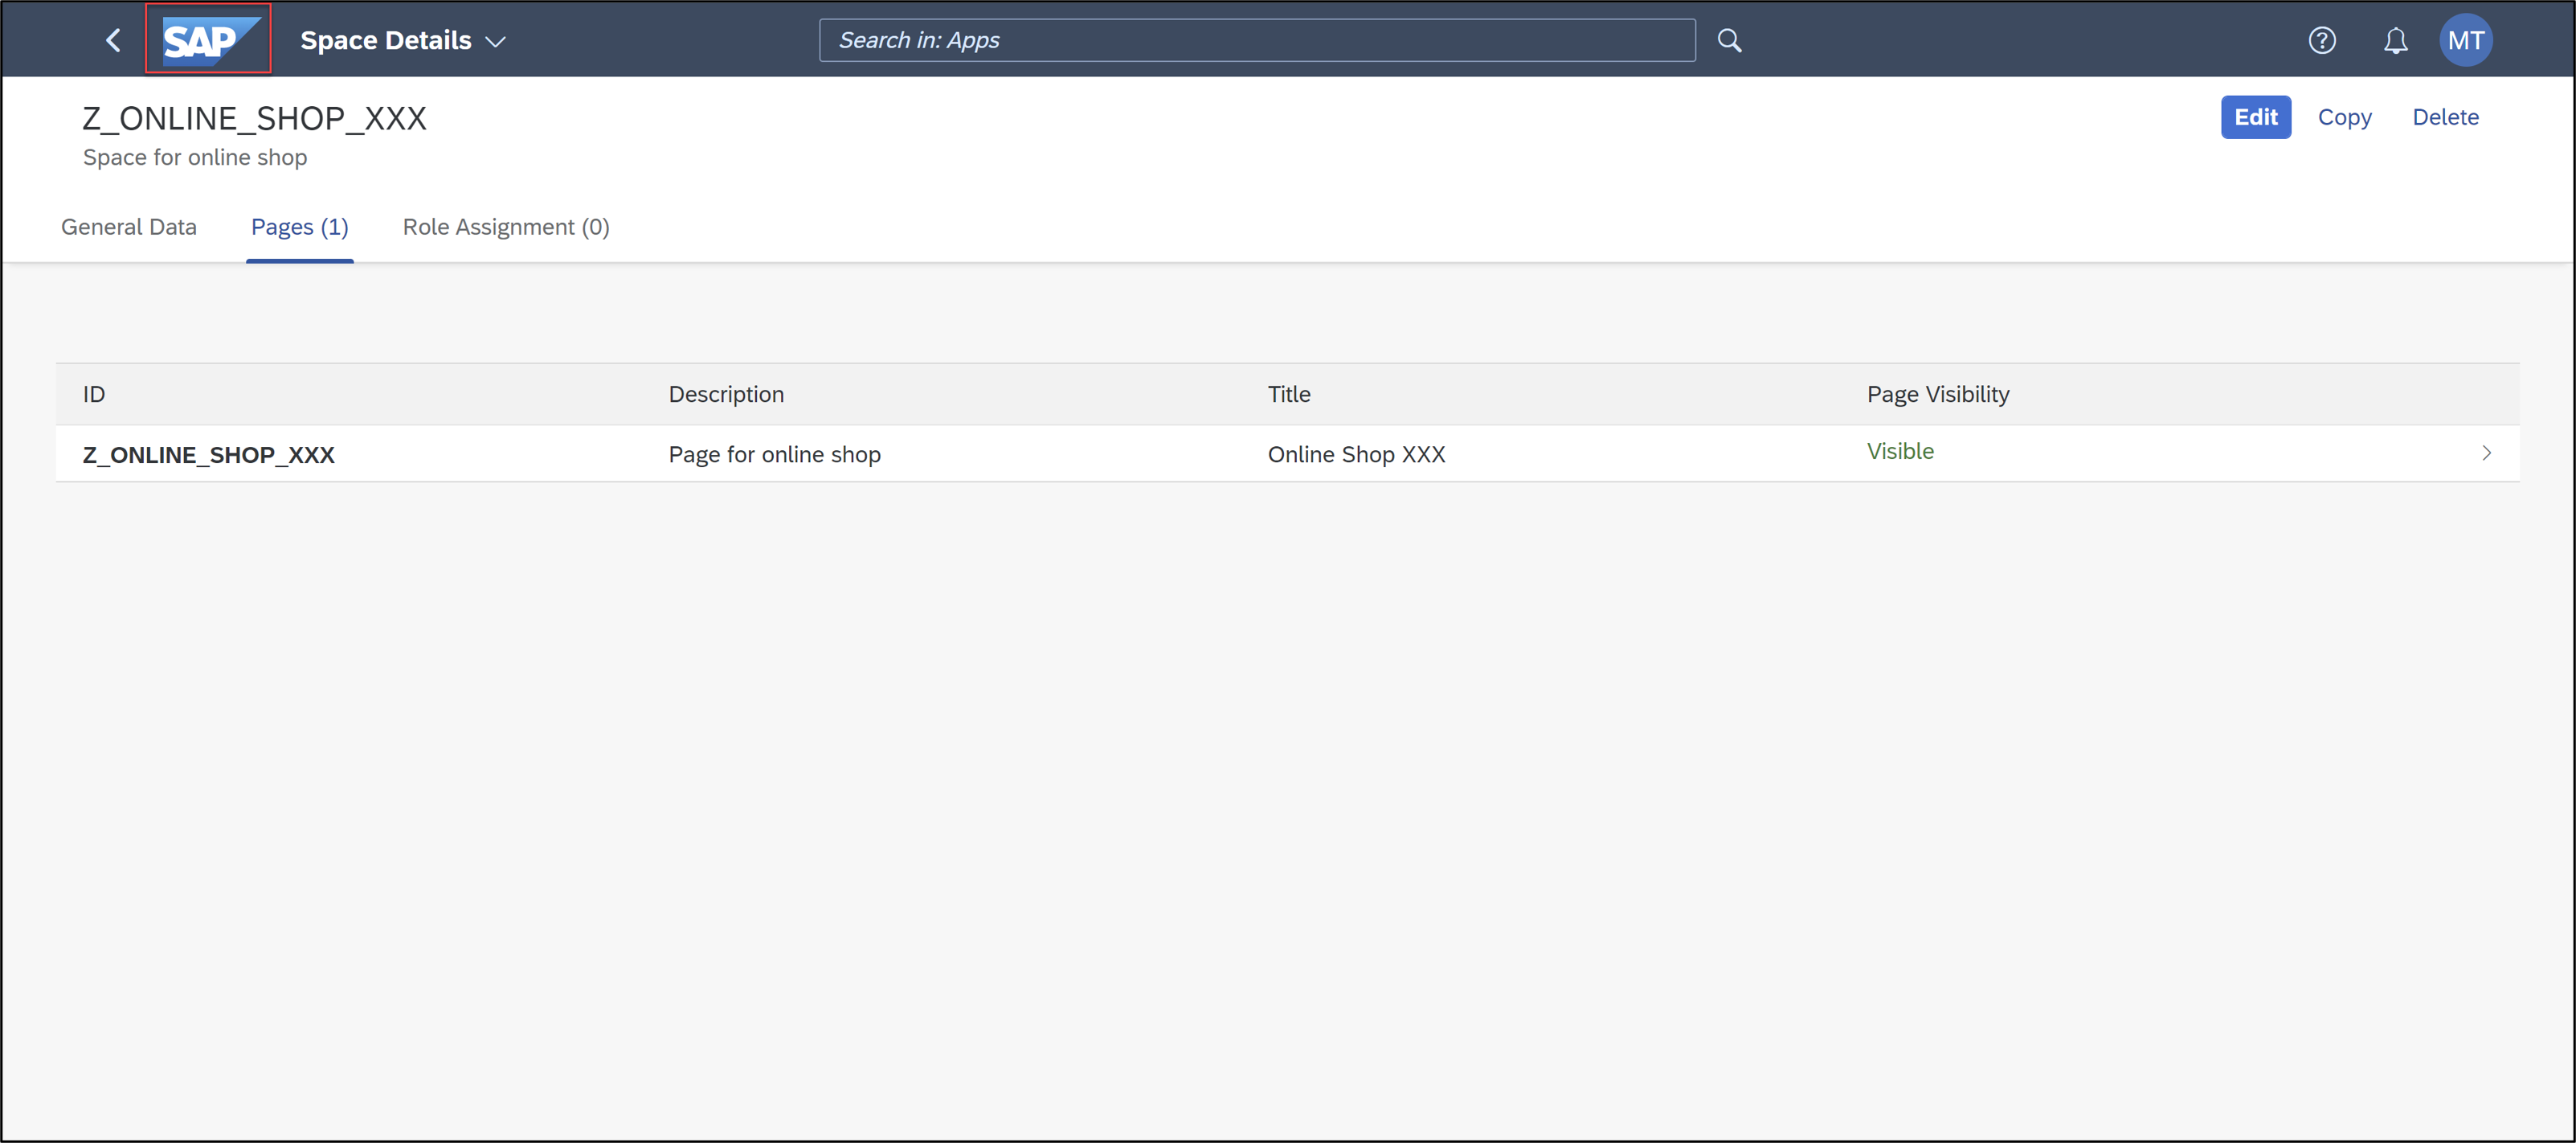 SAP Space Details Search in: Apps MT
Z_ONLINE_SHOP_XXX Edit Copy Delete
Space for online shop
General Data Pages (1) Role Assignment (0)
ID Description Title Page Visibility
Z_ONLINE_SHOP_XXX Page for online shop Online Shop XXX Visible